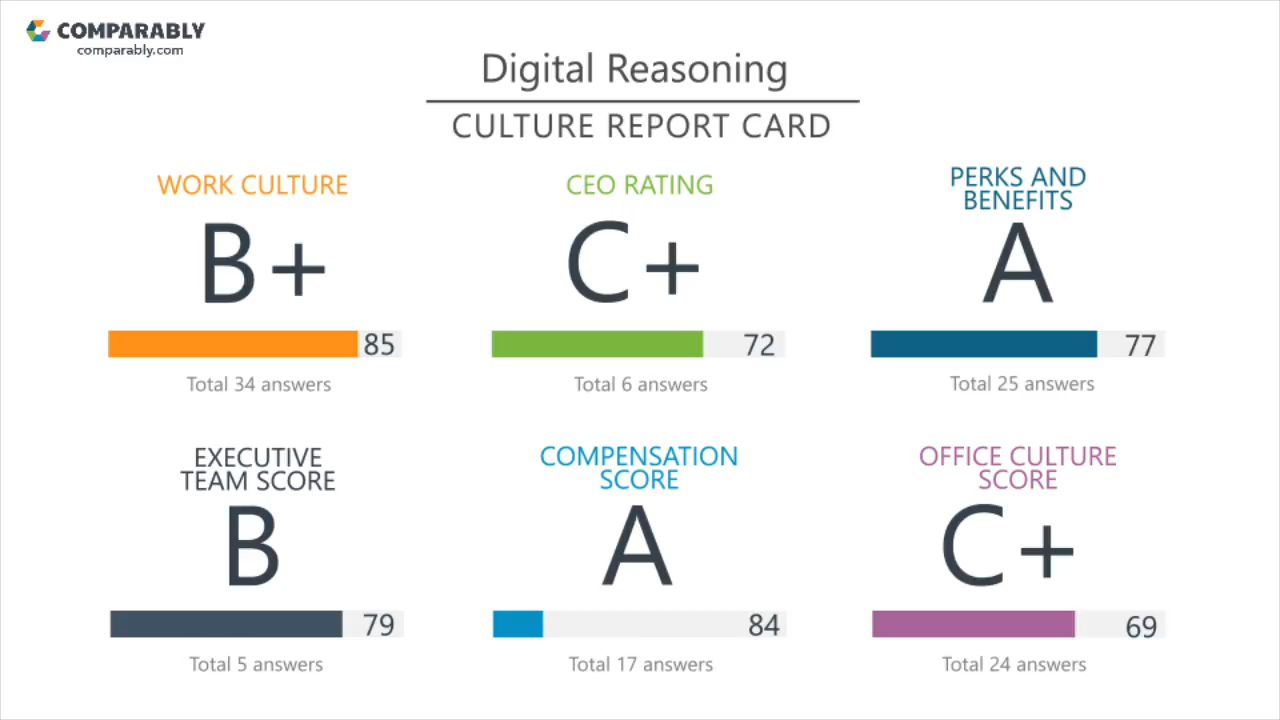 COMPARABLY
comparably.com
Digital Reasoning
CULTURE REPORT CARD
WORK CULTURE
B+
85
Total 34 answers
CEO RATING
C+
72
Total 6 answers
PERKS AND
BENEFITS
A
77
Total 25 answers
EXECUTIVE
TEAM SCORE
B
79
Total 5 answers
COMPENSATION
SCORE
A
84
Total 17 answers
OFFICE CULTURE
SCORE
C+
69
Total 24 answers